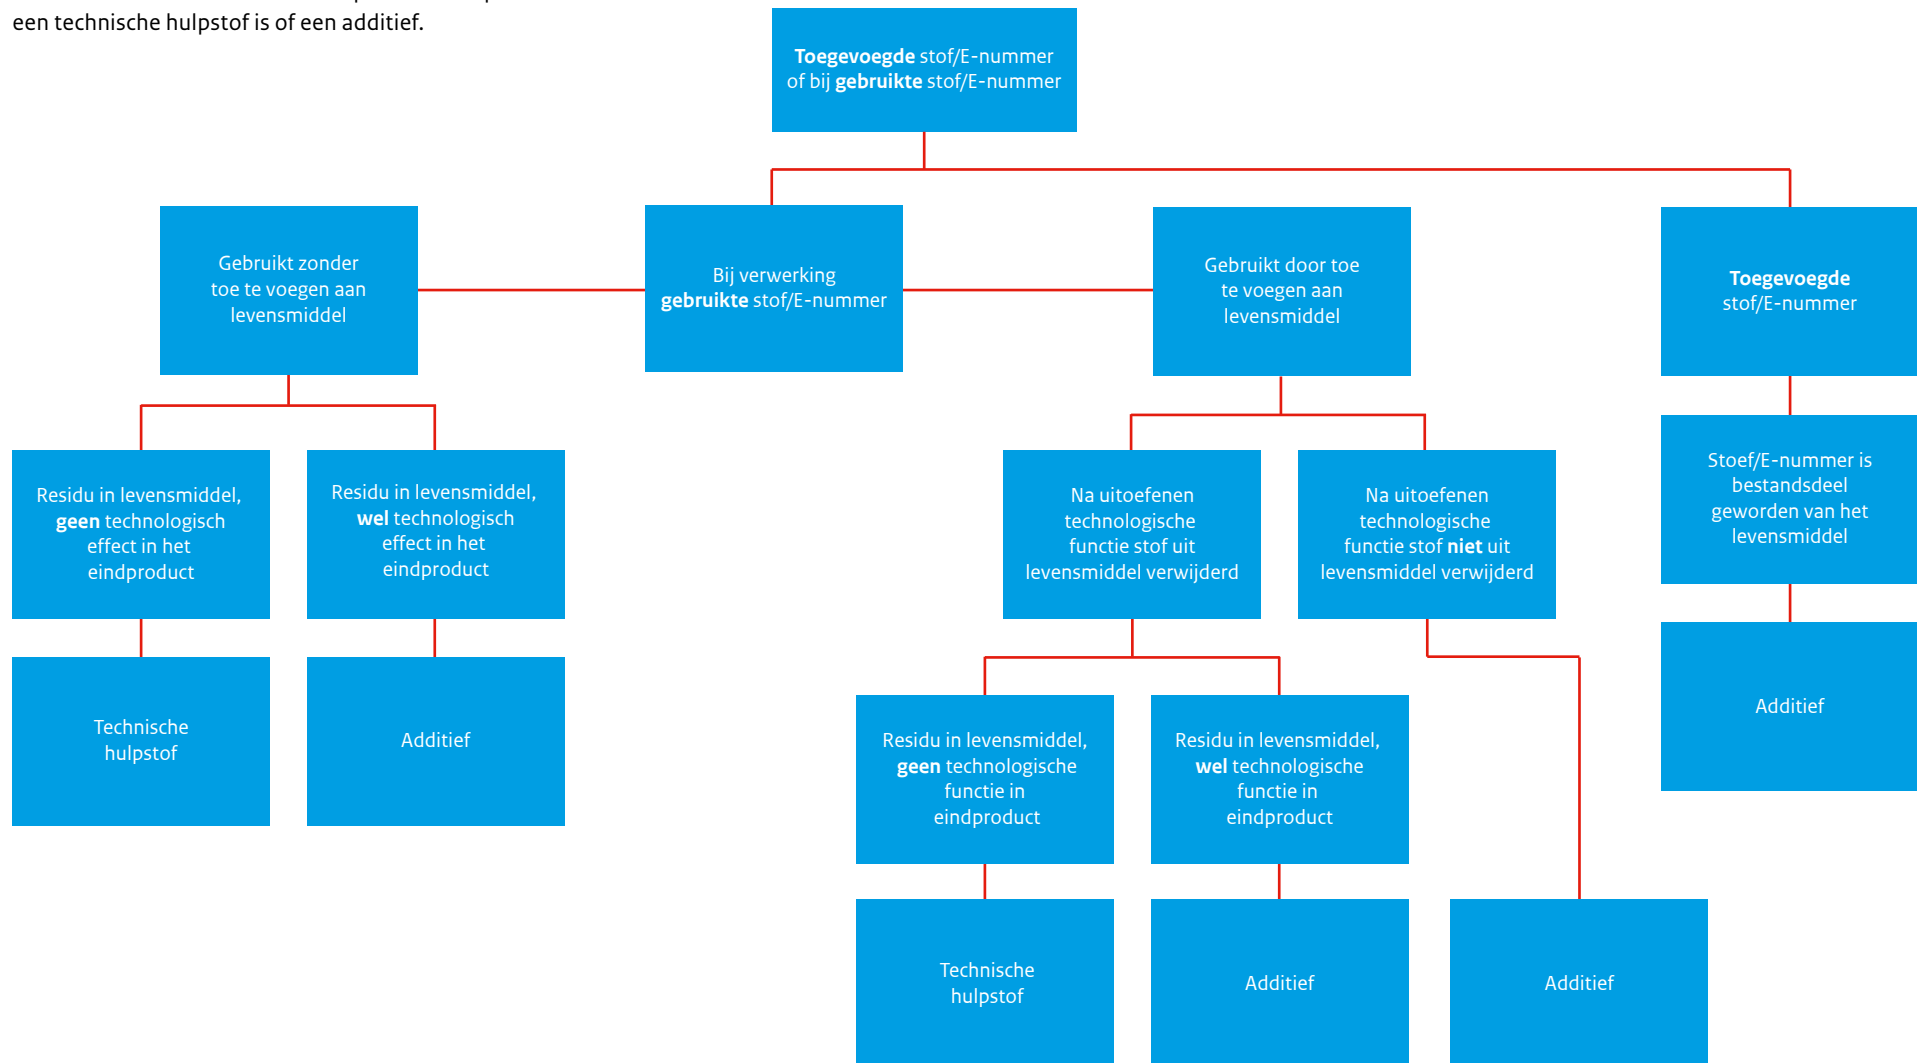 een technische hulpstof is of een additief.
Toegevoegde stof/E-nummer
of bij gebruikte stof/E-nummer
Gebruikt zonder
toe te voegen aan
levensmiddel
Bij verwerking
gebruikte stof/E-nummer
Gebruikt door toe
te voegen aan
levensmiddel
Toegevoegde
stof/E-nummer
Residu in levensmiddel,
geen technologisch
effect in het
eindproduct
Residu in levensmiddel,
wel technologisch
effect in het
eindproduct
Na uitoefenen
technologische
functie stof uit
levensmiddel verwijderd
Na uitoefenen
technologische
functie stof niet uit
levensmiddel verwijderd
Stoef/E-nummer is
bestandsdeel
geworden van het
levensmiddel
Technische
hulpstof
Additief
Residu in levensmiddel,
geen technologische
functie in
eindproduct
Residu in levensmiddel,
wel technologische
functie in
eindproduct
Additief
Technische
hulpstof
Additief
Additief